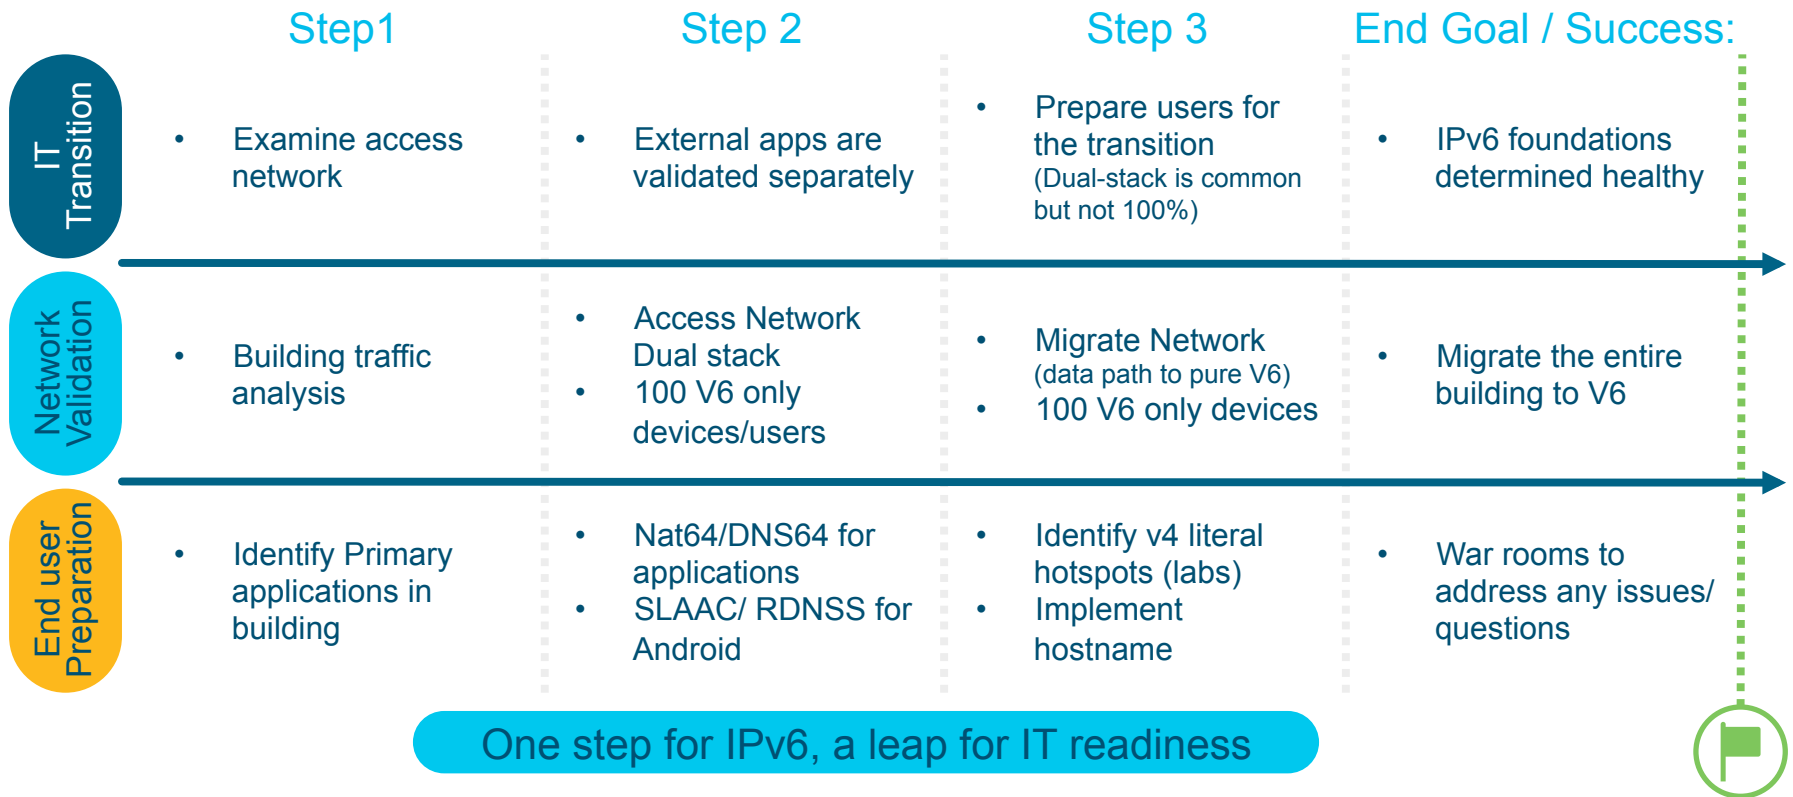 Step1
Step 2
Step 3
End Goal / Success:
IT
Transition
• Examine access
network
• External apps are
validated separately
• Prepare users for
the transition
(Dual-stack is common
but not 100%)
• IPv6 foundations
determined healthy
Network
Validation
• Building traffic
analysis
• Access Network
Dual stack
• 100 V6 only
devices/users
• Migrate Network
(data path to pure V6)
• 100 V6 only devices
• Migrate the entire
building to V6
End user
Preparation
• Identify Primary
applications in
building
• Nat64/DNS64 for
applications
• SLAAC/ RDNSS for
Android
• Identify v4 literal
hotspots (labs)
• Implement
hostname
• War rooms to
address any issues/
questions
One step for IPv6, a leap for IT readiness